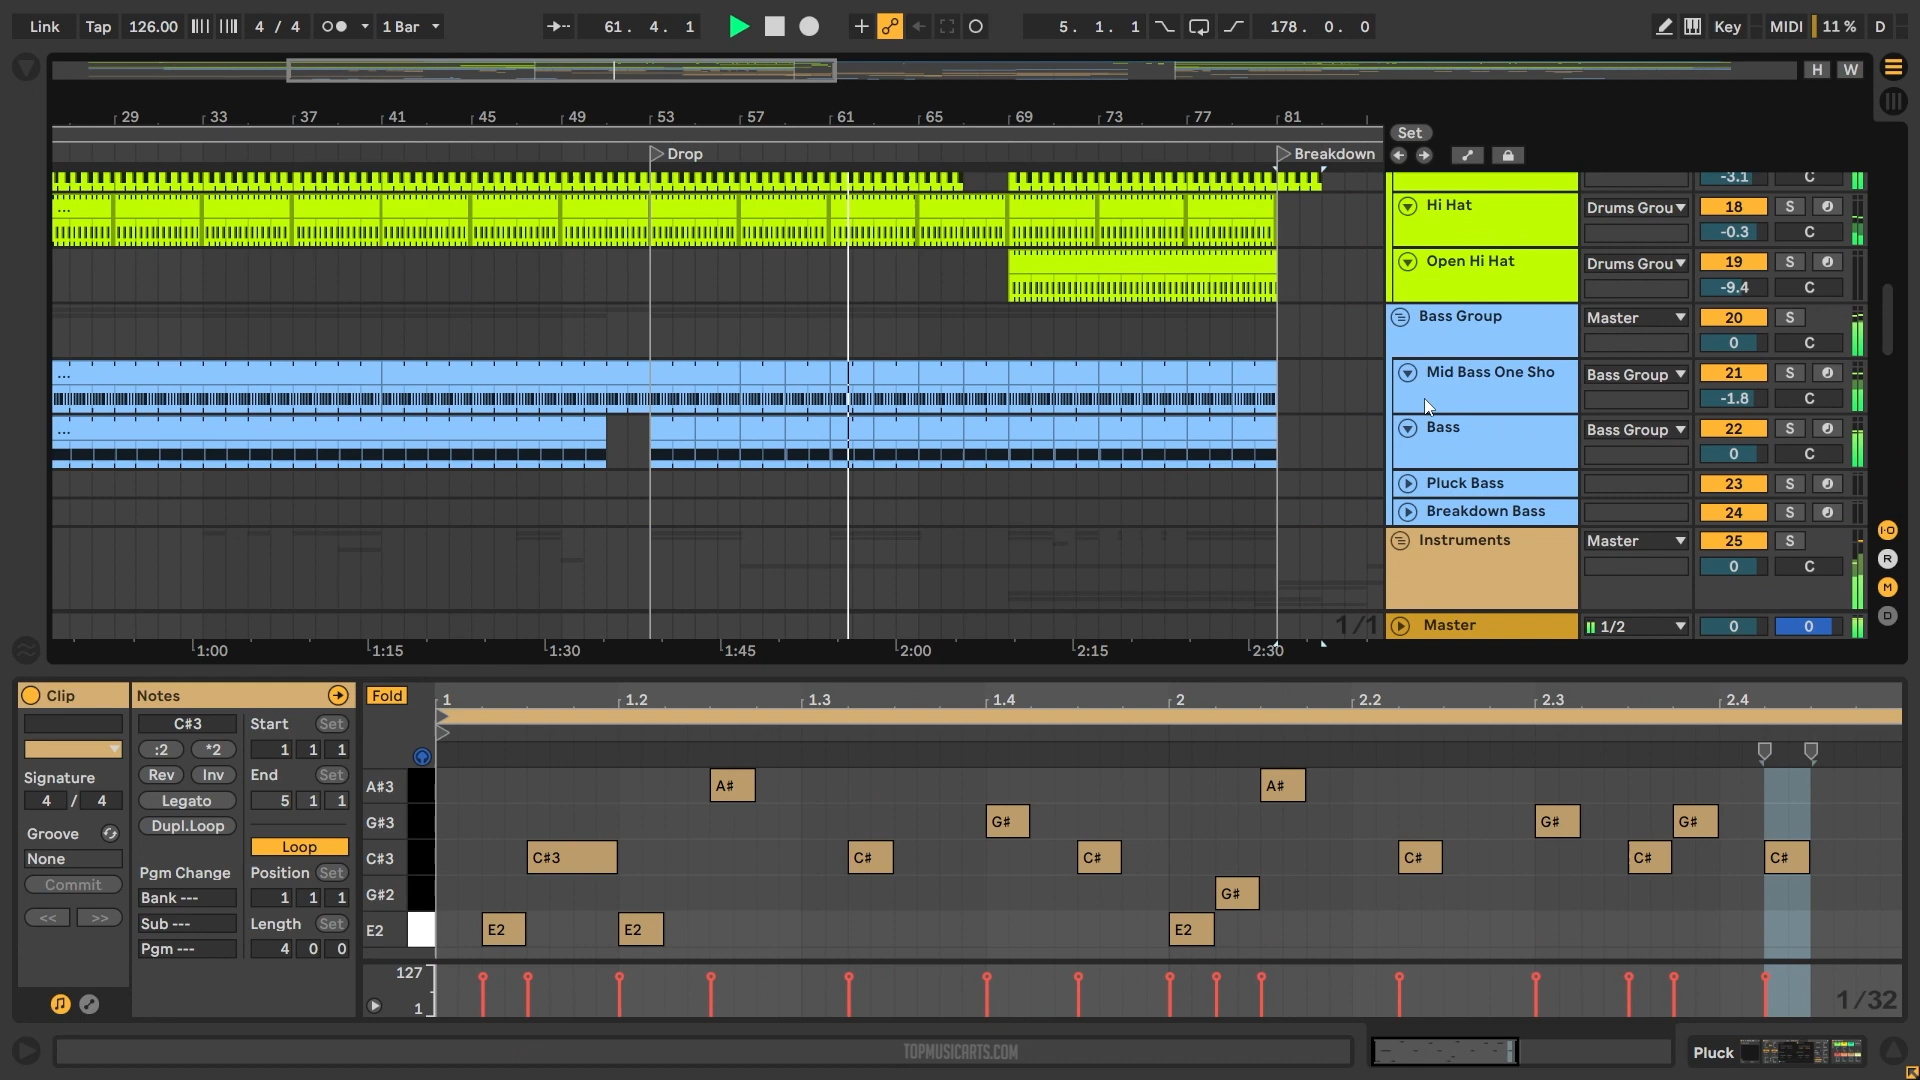 Link Tap 126.00 4 / 4 1 Bar 61. 4. 1 5. 1. 1 178. 0. 0 Key MIDI 11 % D
H W
29 33 37 41 45 49 53 57 61 65 69 73 77 81
Set
Drop Breakdown
-3.1 C
... Hi Hat Drums Grou 18 S
-0.3 C
Open Hi Hat Drums Grou 19 S
-9.4 C
Bass Group Master 20 S
0 C
... Mid Bass One Sho Bass Group 21 S
-1.8 C
... Bass Bass Group 22 S
0 C
Pluck Bass 23 S
Breakdown Bass 24 S
Instruments Master 25 S
0 C
I·O
R
M
D
1/1 Master 1/2 0 0
1:00 1:15 1:30 1:45 2:00 2:15 2:30
Clip Notes Fold 1 1.2 1.3 1.4 2 2.2 2.3 2.4
C#3 Start Set
:2 *2 1 1 1
Signature Rev Inv End Set
4 / 4 Legato 5 1 1
Groove Dupl.Loop Loop
None Pgm Change Position Set
Commit Bank --- 1 1 1
<< >> Sub --- Length Set
Pgm --- 4 0 0
A#3 A# A#
G#3 G# G# G#
C#3 C#3 C# C# C# C# C#
G#2 G#
E2 E2 E2 E2
127
1 1/32
TOPMUSICARTS.COM Pluck